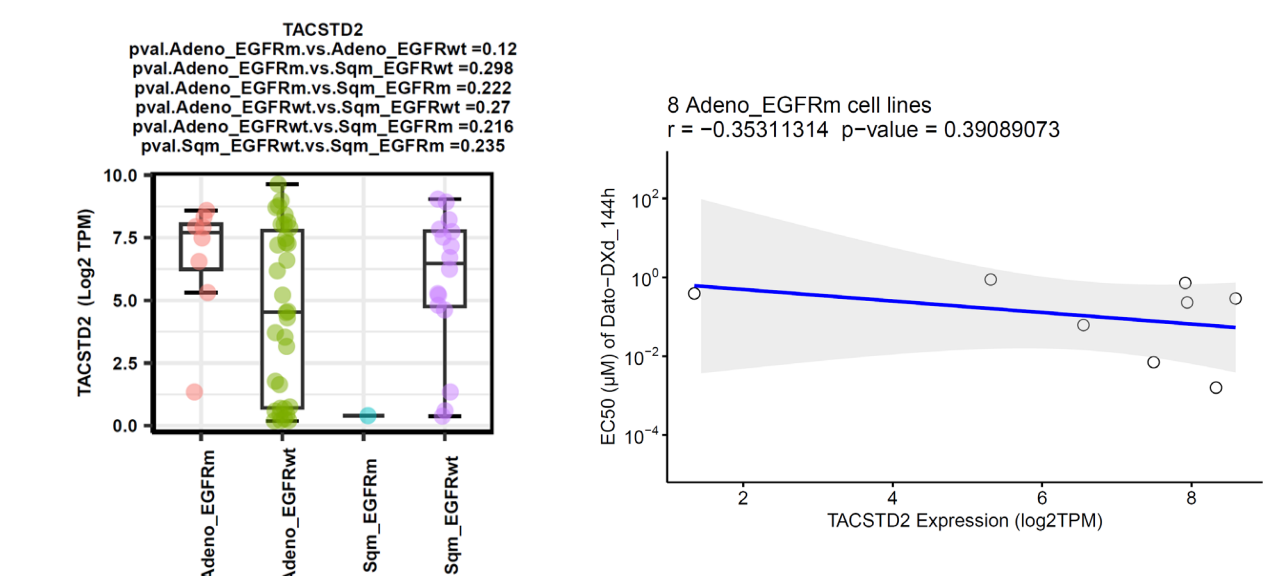 TACSTD2
pval.Adeno_EGFRm.vs.Adeno_EGFRwt =0.12
pval.Adeno_EGFRm.vs.Sqm_EGFRwt =0.298
pval.Adeno_EGFRm.vs.Sqm_EGFRm =0.222
pval.Adeno_EGFRwt.vs.Sqm_EGFRwt =0.27
pval.Adeno_EGFRwt.vs.Sqm_EGFRm =0.216
pval.Sqm_EGFRwt.vs.Sqm_EGFRm =0.235
TACSTD2 (Log2 TPM)
10.0
7.5
5.0
2.5
0.0
Adeno_EGFRm
Adeno_EGFRwt
Sqm_EGFRm
Sqm_EGFRwt
8 Adeno_EGFRm cell lines
r = −0.35311314 p−value = 0.39089073
EC50 (µM) of Dato−DXd_144h
10²
10⁰
10⁻²
10⁻⁴
2 4 6 8
TACSTD2 Expression (log2TPM)